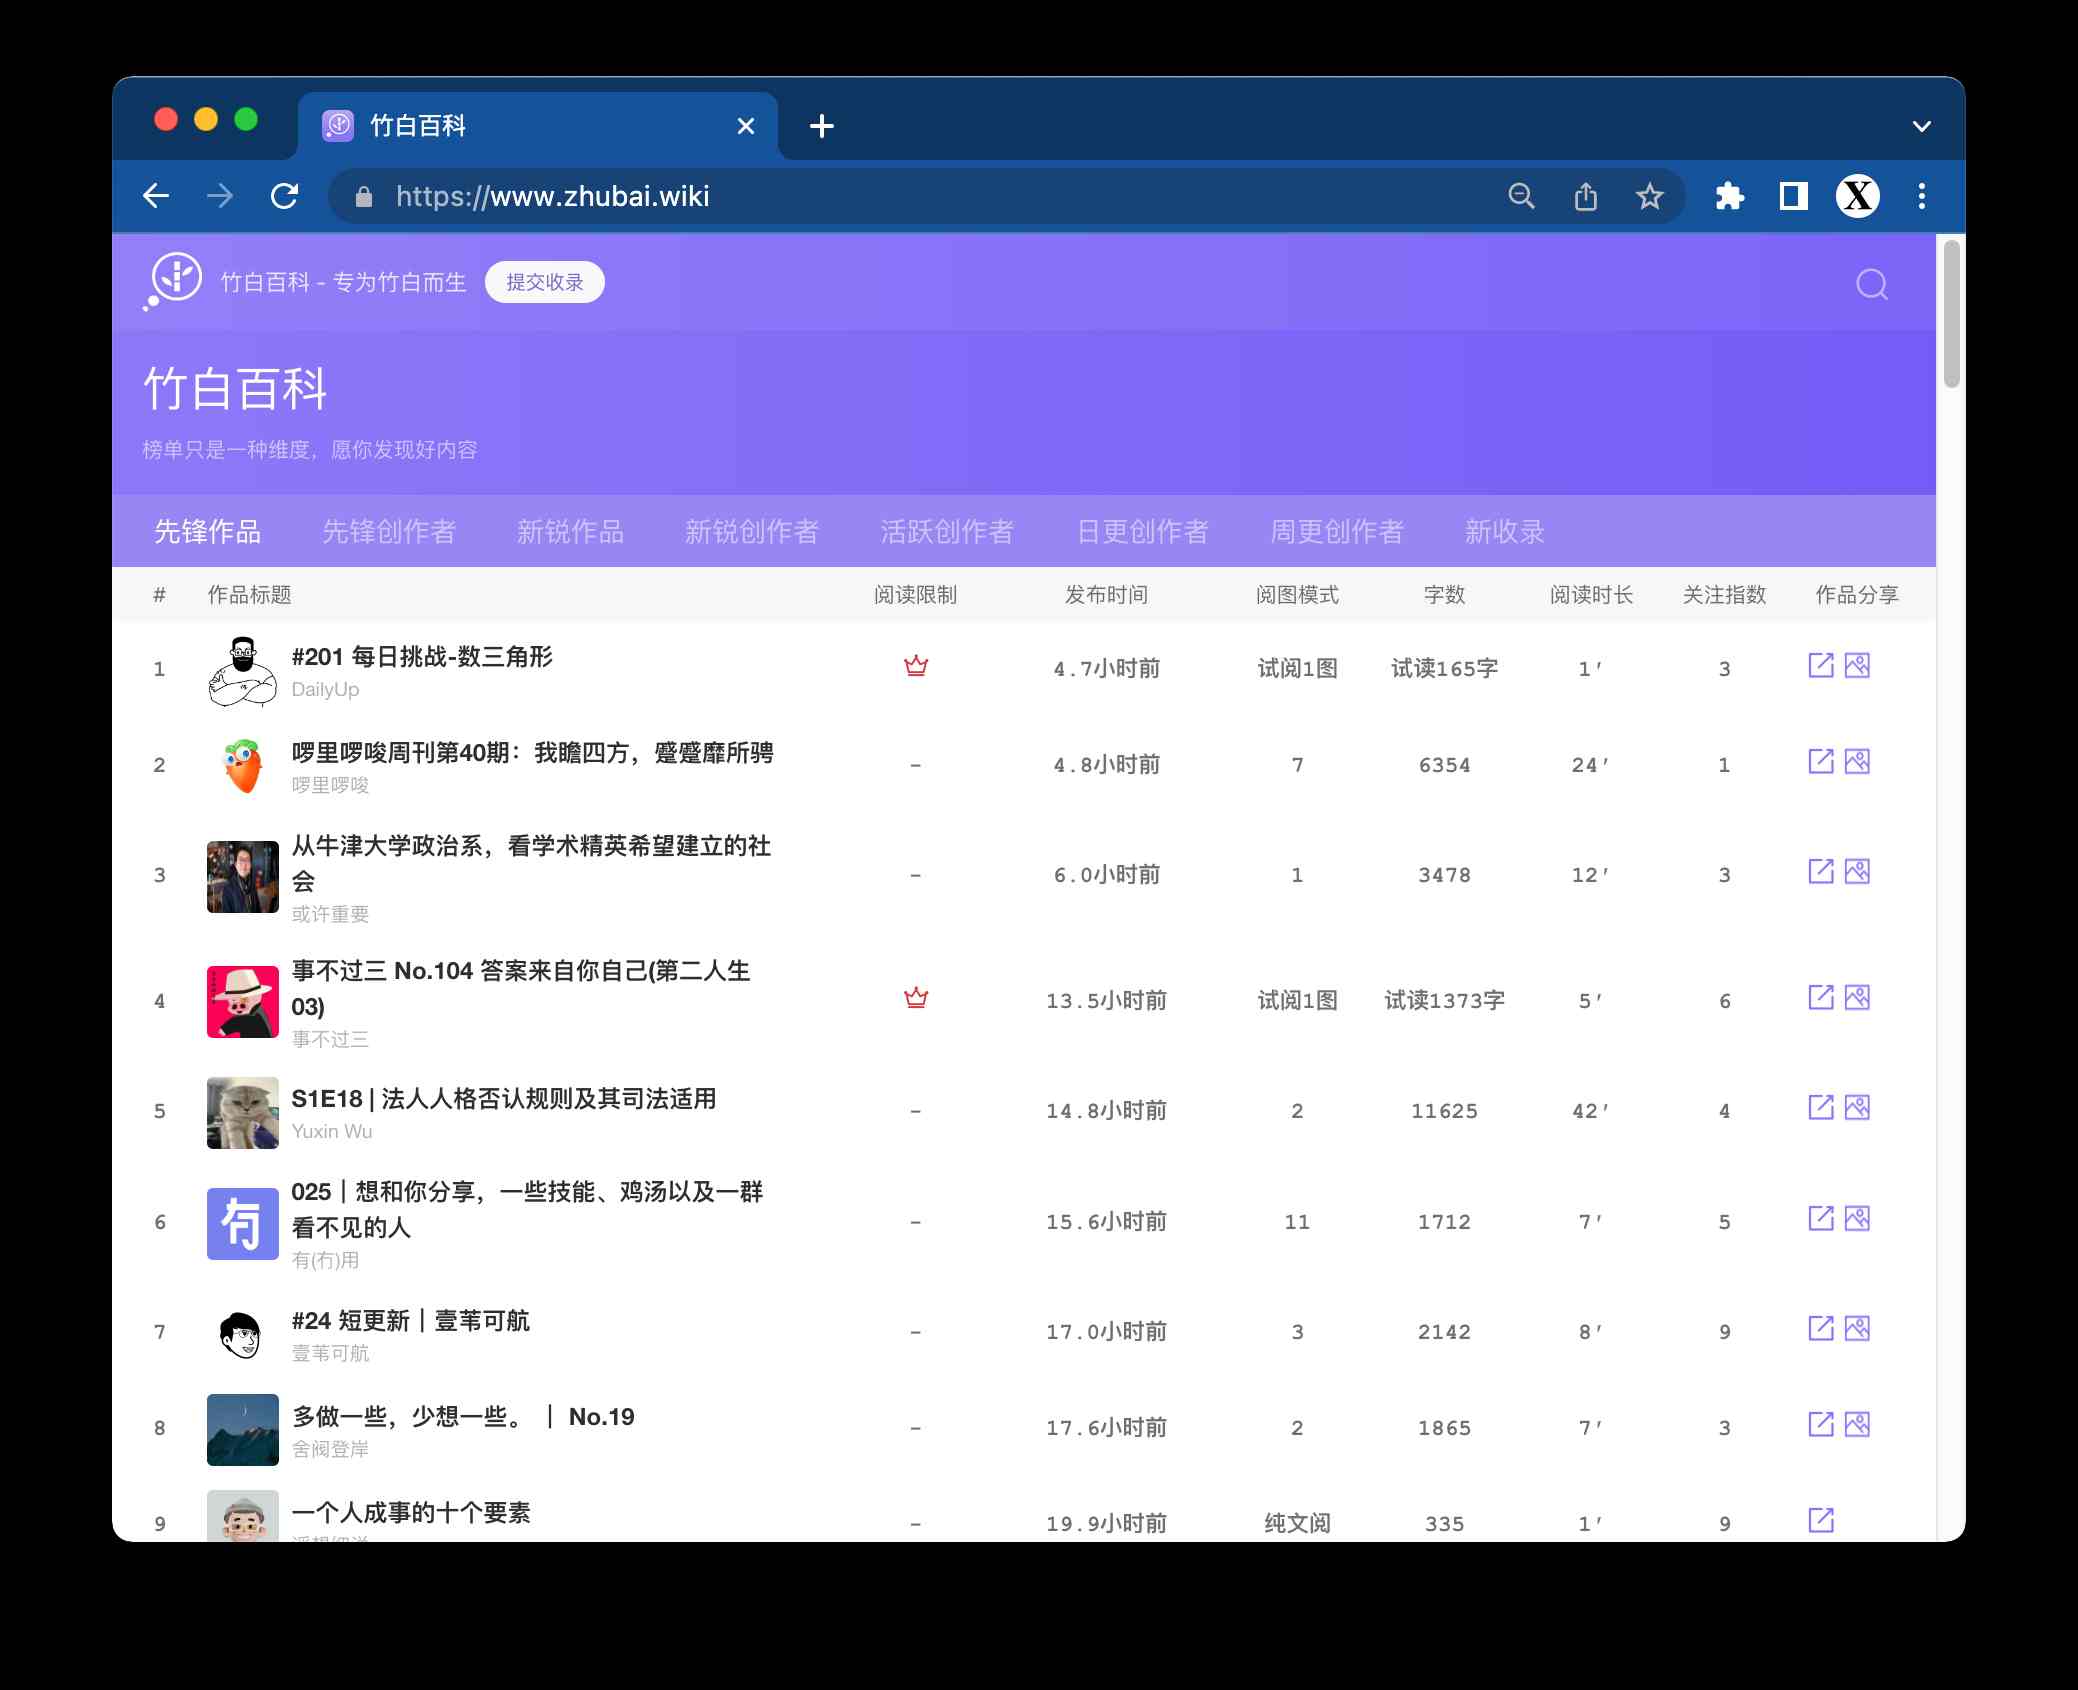 竹白百科
https://www.zhubai.wiki
X
竹白百科 - 专为竹白而生
提交收录
竹白百科
榜单只是一种维度，愿你发现好内容
先锋作品 先锋创作者 新锐作品 新锐创作者 活跃创作者 日更创作者 周更创作者 新收录
# 作品标题 阅读限制 发布时间 阅图模式 字数 阅读时长 关注指数 作品分享
1 #201 每日挑战-数三角形 4.7小时前 试阅1图 试读165字 1′ 3
DailyUp
2 啰里啰唆周刊第40期：我瞻四方，蹙蹙靡所骋 – 4.8小时前 7 6354 24′ 1
啰里啰唆
从牛津大学政治系，看学术精英希望建立的社
3 会 – 6.0小时前 1 3478 12′ 3
或许重要
事不过三 No.104 答案来自你自己(第二人生
4 03) 13.5小时前 试阅1图 试读1373字 5′ 6
事不过三
5 S1E18 | 法人人格否认规则及其司法适用 – 14.8小时前 2 11625 42′ 4
Yuxin Wu
025｜想和你分享，一些技能、鸡汤以及一群
6 冇 看不见的人 – 15.6小时前 11 1712 7′ 5
有(冇)用
7 #24 短更新｜壹苇可航 – 17.0小时前 3 2142 8′ 9
壹苇可航
8 多做一些，少想一些。 ｜ No.19 – 17.6小时前 2 1865 7′ 3
舍阀登岸
9 一个人成事的十个要素 – 19.9小时前 纯文阅 335 1′ 9